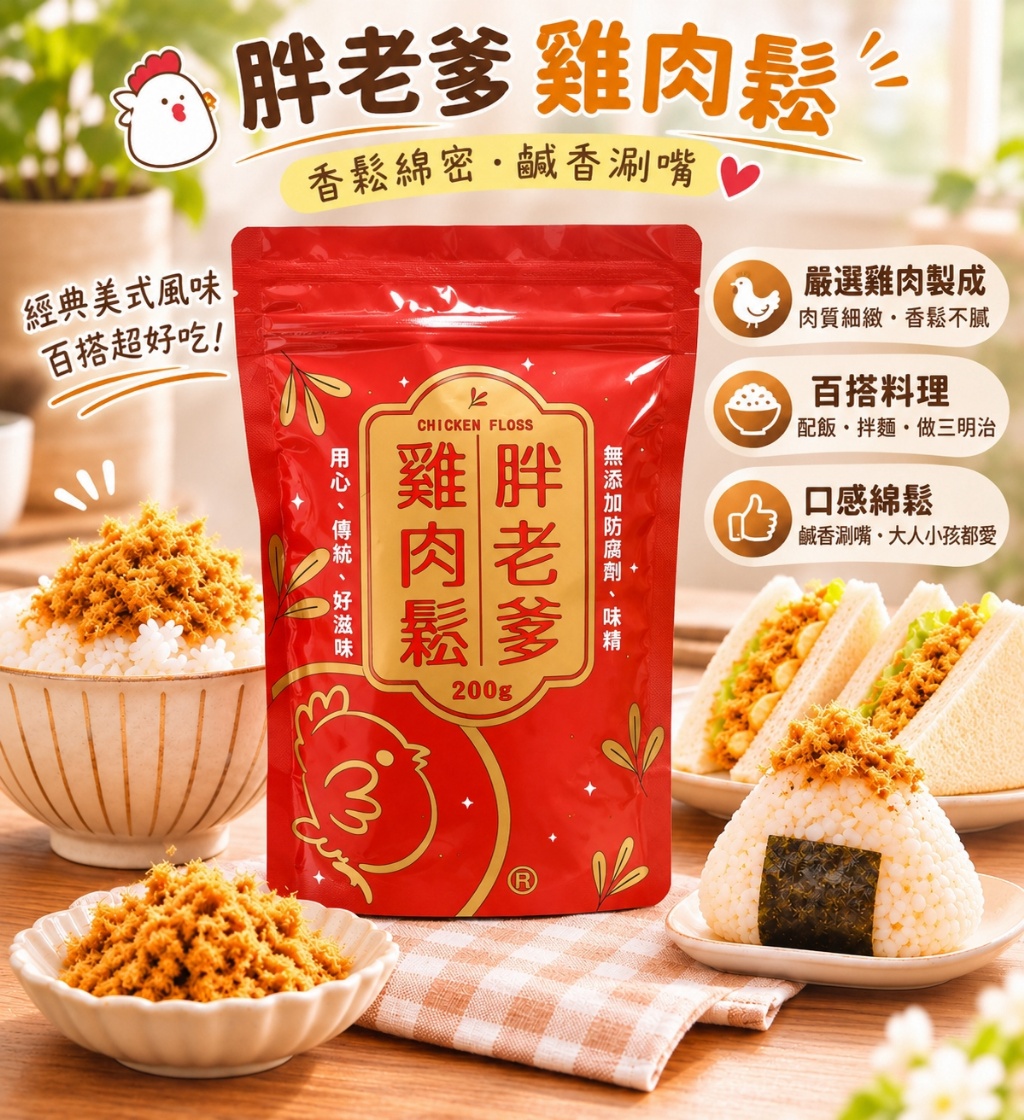 胖老爹 雞肉鬆
香鬆綿密・鹹香涮嘴
經典美式風味
百搭超好吃!
嚴選雞肉製成
肉質細緻・香鬆不膩
百搭料理
配飯・拌麵・做三明治
口感綿鬆
鹹香涮嘴・大人小孩都愛
CHICKEN FLOSS
胖老爹
雞肉鬆
200g
無添加防腐劑、味精
用心、傳統、好滋味
®